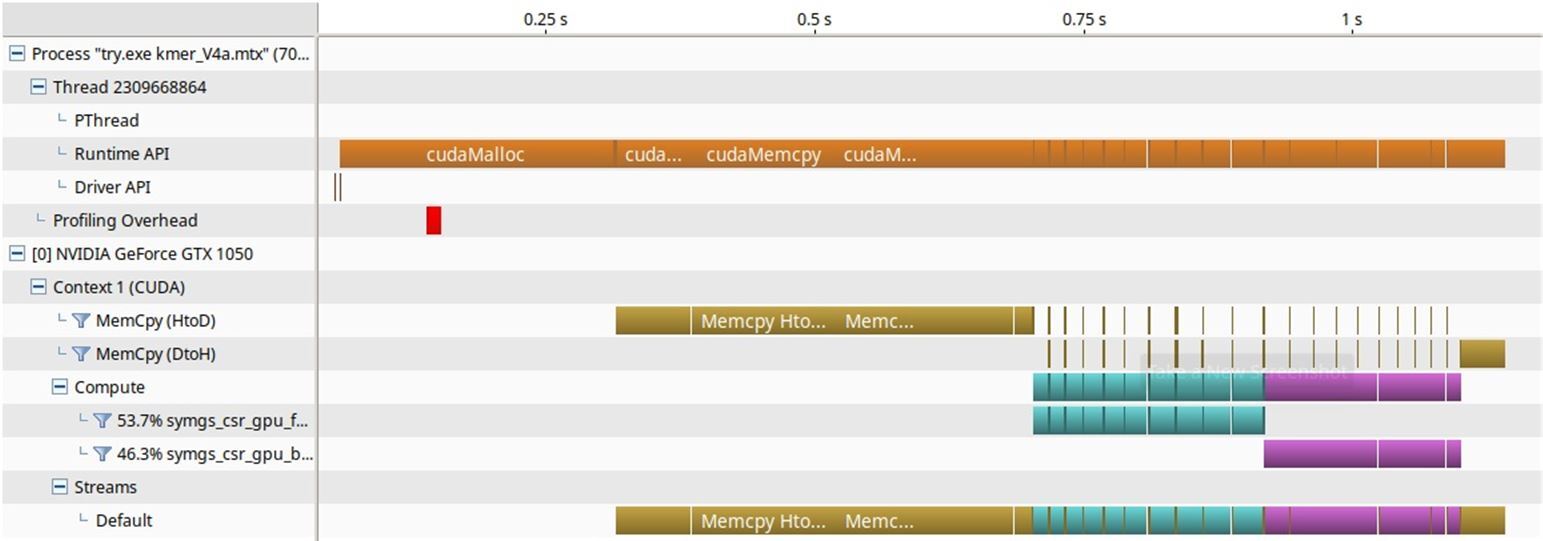 0.25 s 0.5 s 0.75 s 1 s
Process "try.exe kmer_V4a.mtx" (70...
Thread 2309668864
PThread
Runtime API cudaMalloc cuda... cudaMemcpy cudaM...
Driver API
Profiling Overhead
[0] NVIDIA GeForce GTX 1050
Context 1 (CUDA)
MemCpy (HtoD) Memcpy Hto... Memc...
MemCpy (DtoH)
Take a New Screenshot
Compute
53.7% symgs_csr_gpu_f...
46.3% symgs_csr_gpu_b...
Streams
Default Memcpy Hto... Memc...